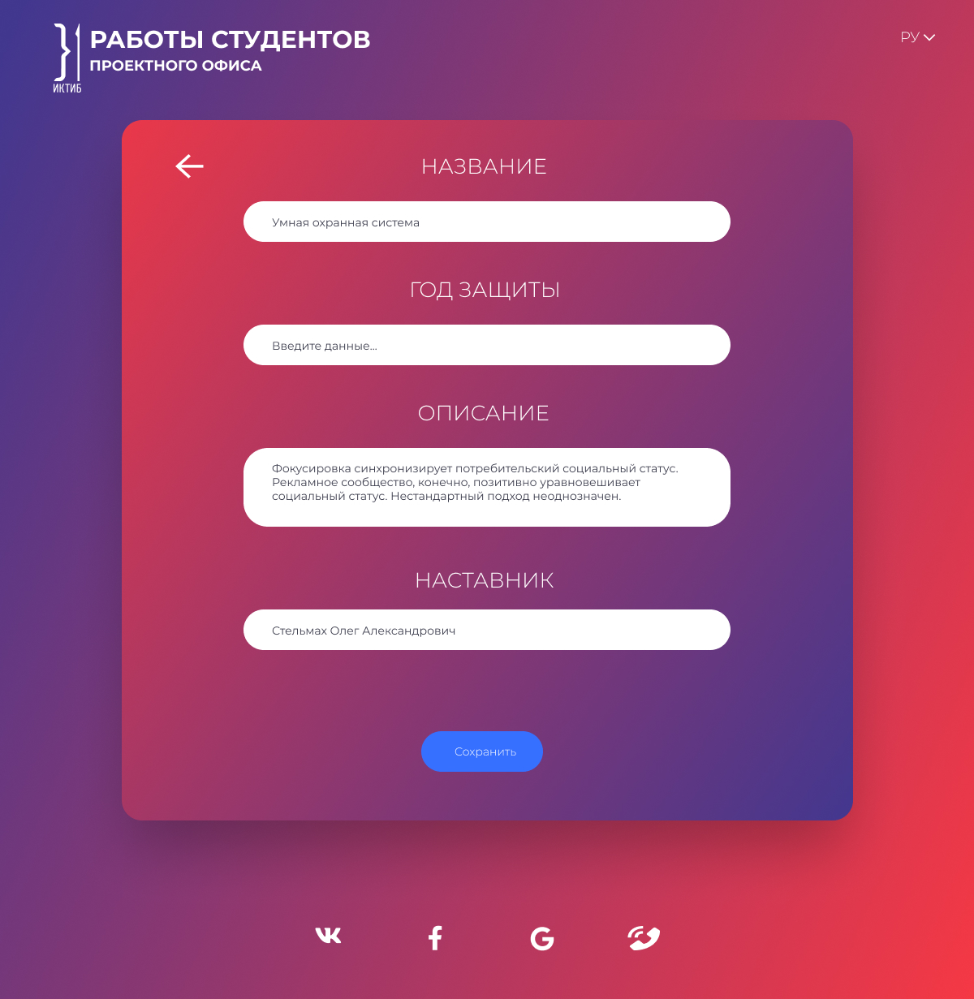 РАБОТЫ СТУДЕНТОВ
ПРОЕКТНОГО ОФИСА
ИКТИБ
РУ
НАЗВАНИЕ
Умная охранная система
ГОД ЗАЩИТЫ
Введите данные...
ОПИСАНИЕ
Фокусировка синхронизирует потребительский социальный статус.
Рекламное сообщество, конечно, позитивно уравновешивает
социальный статус. Нестандартный подход неоднозначен.
НАСТАВНИК
Стельмах Олег Александрович
Сохранить